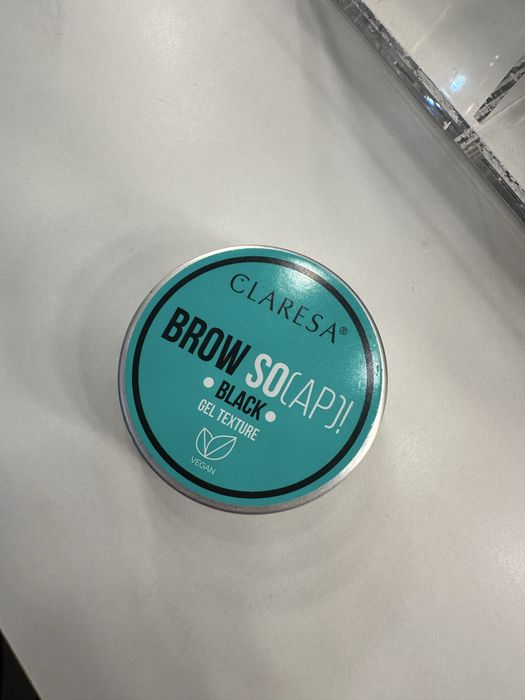 CLARESA®
BROW SO(AP)!
• BLACK •
GEL TEXTURE
VEGAN